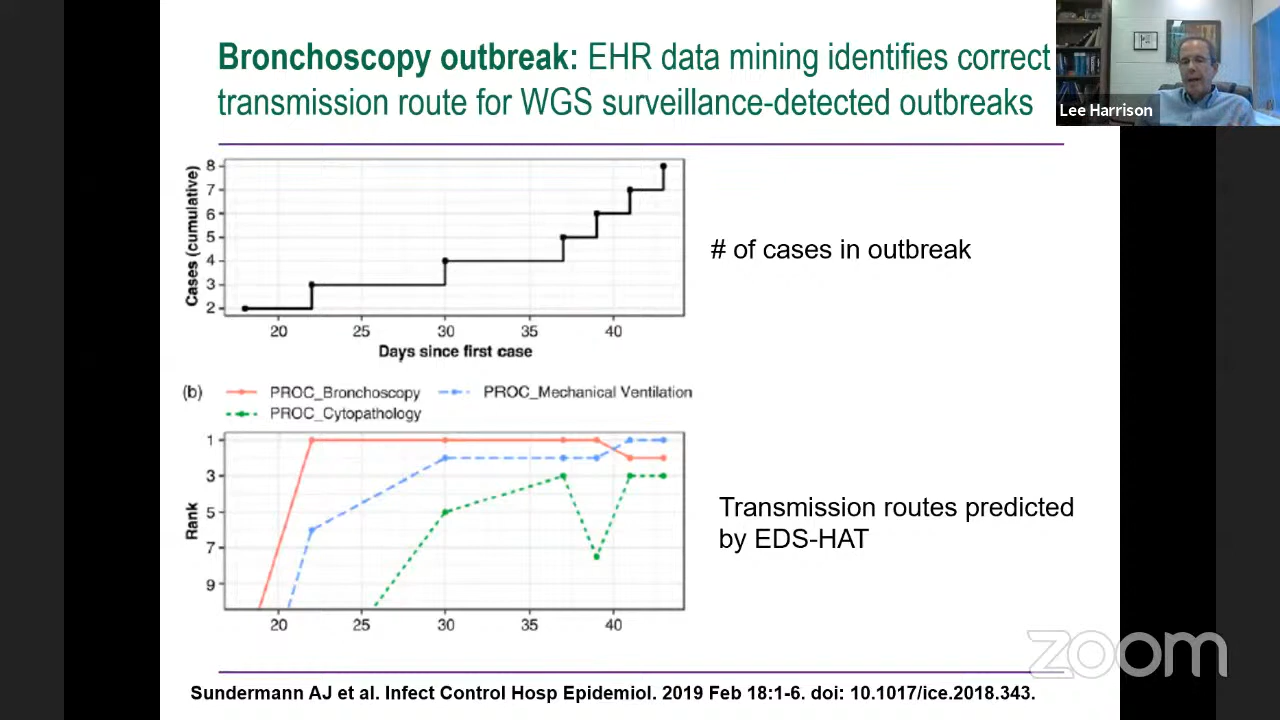 Bronchoscopy outbreak: EHR data mining identifies correct
transmission route for WGS surveillance-detected outbreaks
Lee Harrison
Cases (cumulative)
8
7
6
5
4
3
2
20 25 30 35 40
Days since first case
# of cases in outbreak
(b) PROC_Bronchoscopy PROC_Mechanical Ventilation
PROC_Cytopathology
Rank
1
3
5
7
9
20 25 30 35 40
Transmission routes predicted
by EDS-HAT
zoom
Sundermann AJ et al. Infect Control Hosp Epidemiol. 2019 Feb 18:1-6. doi: 10.1017/ice.2018.343.